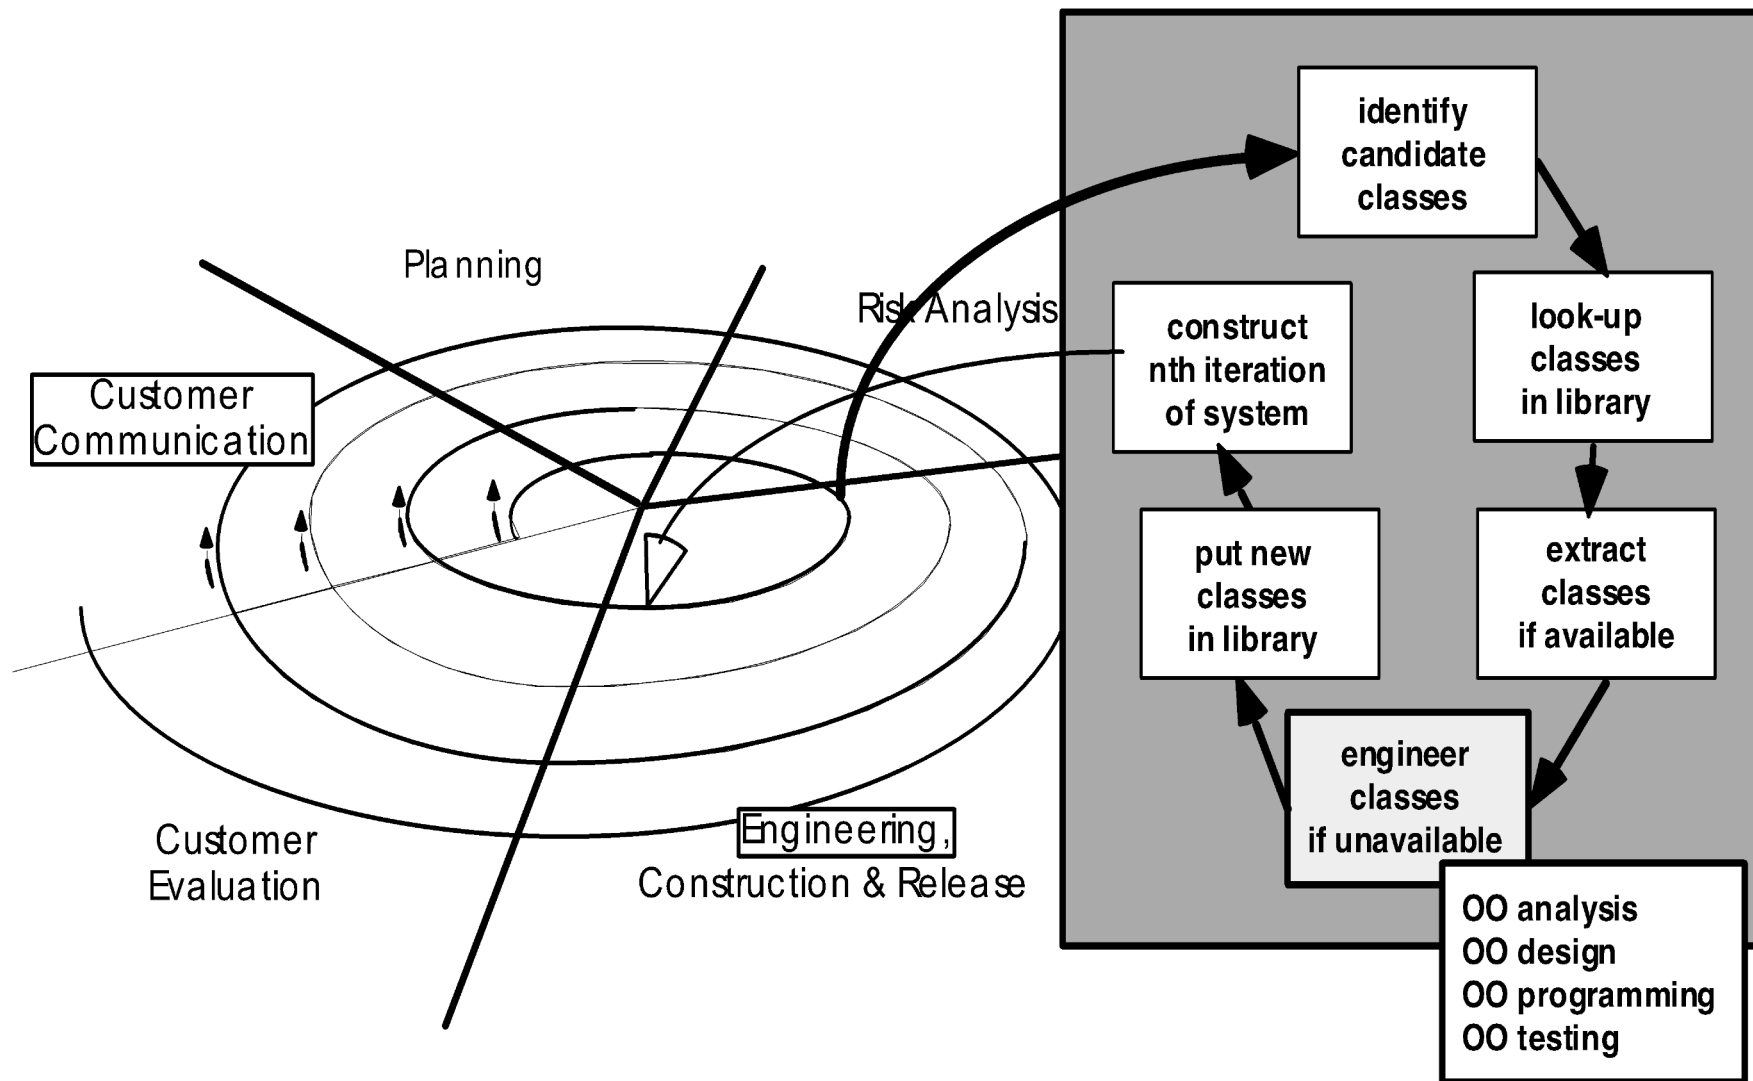 Planning
Risk Analysis
Customer
Communication
Customer
Evaluation
Engineering,
Construction & Release
identify
candidate
classes
look-up
classes
in library
extract
classes
if available
engineer
classes
if unavailable
put new
classes
in library
construct
nth iteration
of system
OO analysis
OO design
OO programming
OO testing